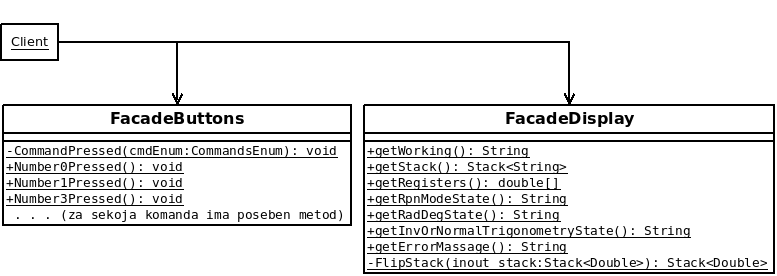 Client
FacadeButtons
-CommandPressed(cmdEnum:CommandsEnum): void
+Number0Pressed(): void
+Number1Pressed(): void
+Number3Pressed(): void
. . . (za sekoja komanda ima poseben metod)
FacadeDisplay
+getWorking(): String
+getStack(): Stack<String>
+getRegisters(): double[]
+getRpnModeState(): String
+getRadDegState(): String
+getInvOrNormalTrigonometryState(): String
+getErrorMassage(): String
-FlipStack(inout stack:Stack<Double>): Stack<Double>